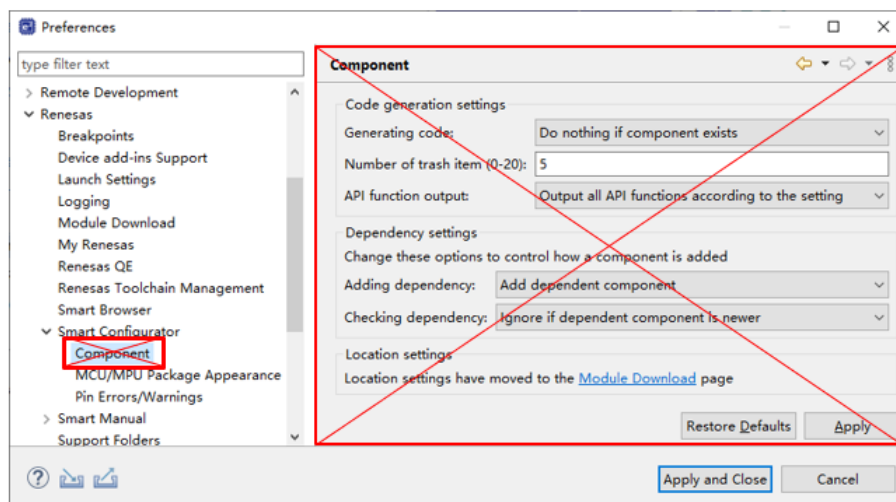 Preferences
type filter text
Remote Development
Renesas
Breakpoints
Device add-ins Support
Launch Settings
Logging
Module Download
My Renesas
Renesas QE
Renesas Toolchain Management
Smart Browser
Smart Configurator
Component
MCU/MPU Package Appearance
Pin Errors/Warnings
Smart Manual
Support Folders
Component
Code generation settings
Generating code: Do nothing if component exists
Number of trash item (0-20): 5
API function output: Output all API functions according to the setting
Dependency settings
Change these options to control how a component is added
Adding dependency: Add dependent component
Checking dependency: Ignore if dependent component is newer
Location settings
Location settings have moved to the Module Download page
Restore Defaults Apply
Apply and Close Cancel